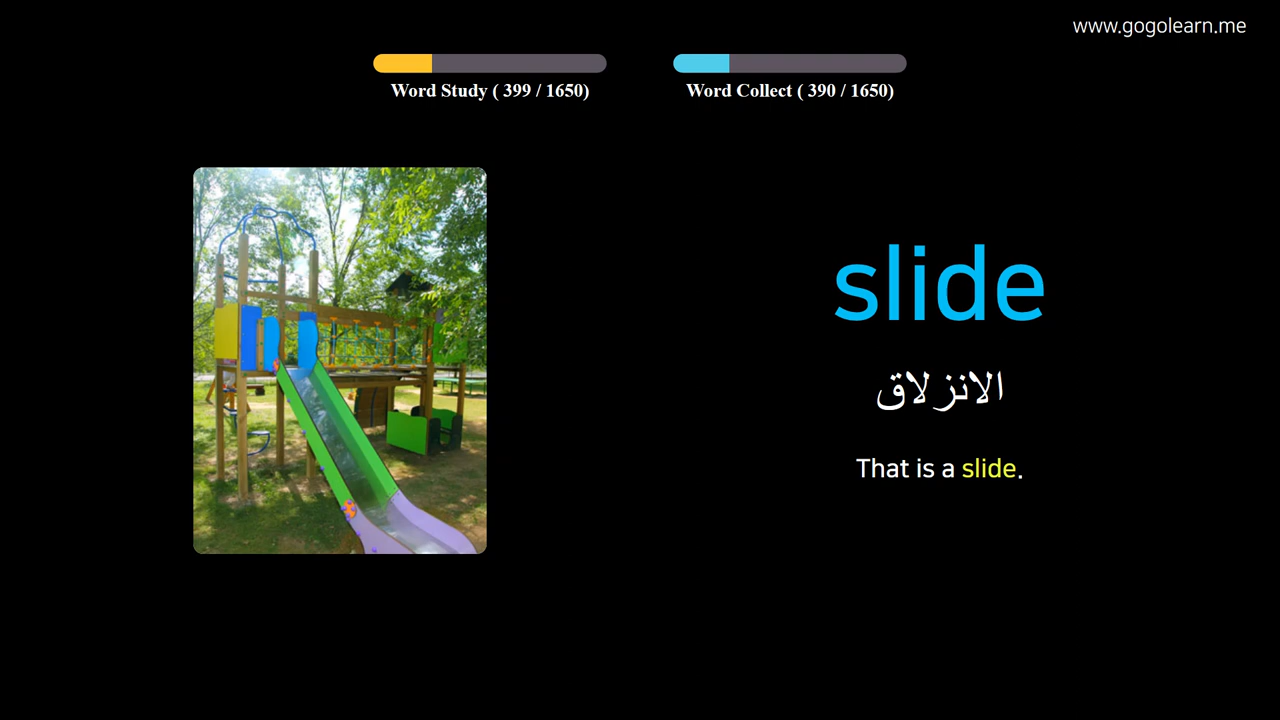 www.gogolearn.me
Word Study ( 399 / 1650)
Word Collect ( 390 / 1650)
slide
الانزلاق
That is a slide.